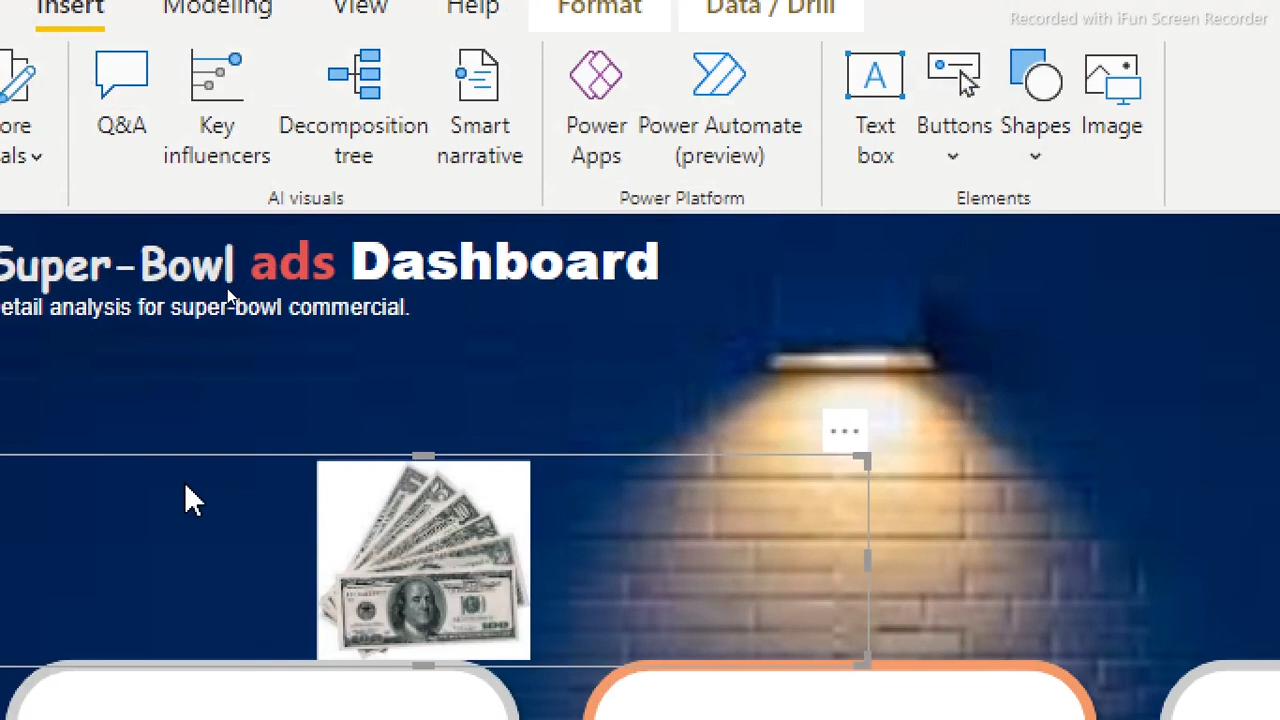 Insert Modeling View Help Format Data / Drill
Recorded with iFun Screen Recorder
ore
als
Q&A
Key
influencers
Decomposition
tree
Smart
narrative
Power
Apps
Power Automate
(preview)
Text
box
Buttons
Shapes
Image
AI visuals
Power Platform
Elements
Super-Bowl ads Dashboard
etail analysis for super-bowl commercial.
...
100